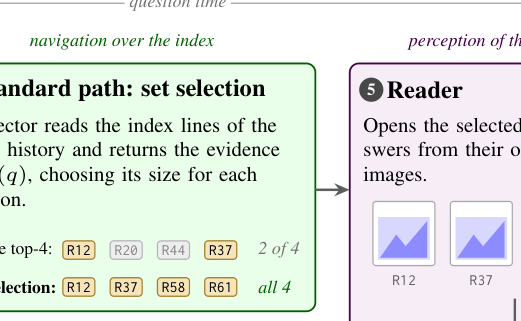 question time
navigation over the index
perception of th
andard path: set selection
ector reads the index lines of the
history and returns the evidence
(q), choosing its size for each
on.
e top-4: R12 R20 R44 R37 2 of 4
election: R12 R37 R58 R61 all 4
5 Reader
Opens the selected
swers from their o
images.
R12 R37